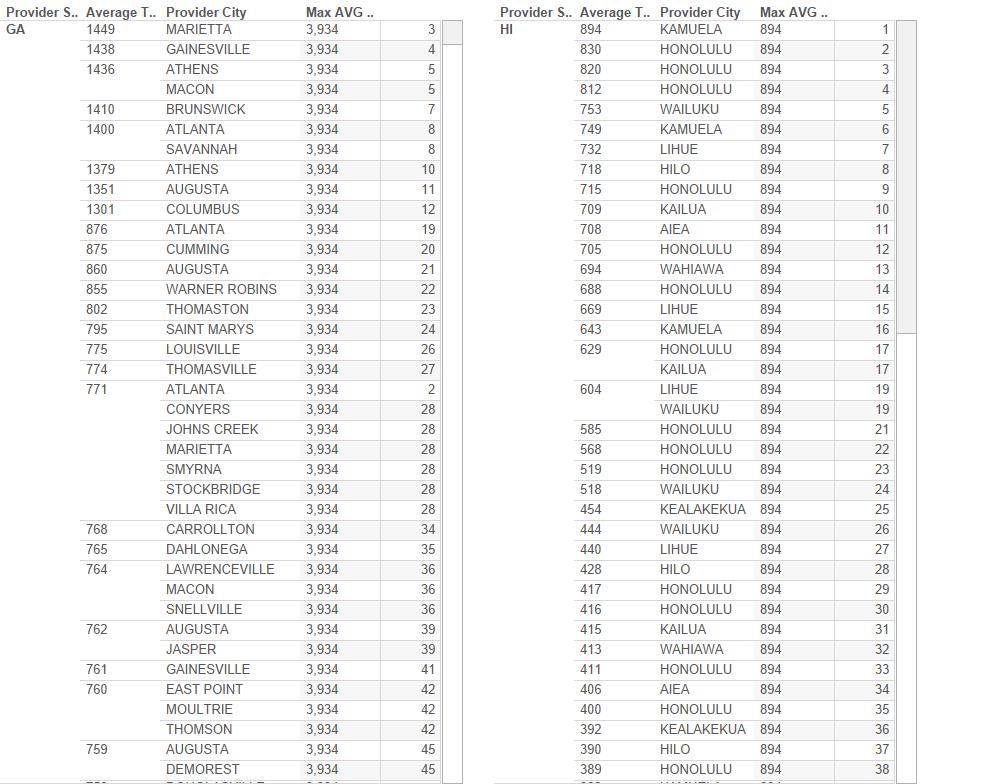 Provider S.. Average T.. Provider City Max AVG ..
GA 1449 MARIETTA 3,934 3
1438 GAINESVILLE 3,934 4
1436 ATHENS 3,934 5
MACON 3,934 5
1410 BRUNSWICK 3,934 7
1400 ATLANTA 3,934 8
SAVANNAH 3,934 8
1379 ATHENS 3,934 10
1351 AUGUSTA 3,934 11
1301 COLUMBUS 3,934 12
876 ATLANTA 3,934 19
875 CUMMING 3,934 20
860 AUGUSTA 3,934 21
855 WARNER ROBINS 3,934 22
802 THOMASTON 3,934 23
795 SAINT MARYS 3,934 24
775 LOUISVILLE 3,934 26
774 THOMASVILLE 3,934 27
771 ATLANTA 3,934 2
CONYERS 3,934 28
JOHNS CREEK 3,934 28
MARIETTA 3,934 28
SMYRNA 3,934 28
STOCKBRIDGE 3,934 28
VILLA RICA 3,934 28
768 CARROLLTON 3,934 34
765 DAHLONEGA 3,934 35
764 LAWRENCEVILLE 3,934 36
MACON 3,934 36
SNELLVILLE 3,934 36
762 AUGUSTA 3,934 39
JASPER 3,934 39
761 GAINESVILLE 3,934 41
760 EAST POINT 3,934 42
MOULTRIE 3,934 42
THOMSON 3,934 42
759 AUGUSTA 3,934 45
DEMOREST 3,934 45
Provider S.. Average T.. Provider City Max AVG ..
HI 894 KAMUELA 894 1
830 HONOLULU 894 2
820 HONOLULU 894 3
812 HONOLULU 894 4
753 WAILUKU 894 5
749 KAMUELA 894 6
732 LIHUE 894 7
718 HILO 894 8
715 HONOLULU 894 9
709 KAILUA 894 10
708 AIEA 894 11
705 HONOLULU 894 12
694 WAHIAWA 894 13
688 HONOLULU 894 14
669 LIHUE 894 15
643 KAMUELA 894 16
629 HONOLULU 894 17
KAILUA 894 17
604 LIHUE 894 19
WAILUKU 894 19
585 HONOLULU 894 21
568 HONOLULU 894 22
519 HONOLULU 894 23
518 WAILUKU 894 24
454 KEALAKEKUA 894 25
444 WAILUKU 894 26
440 LIHUE 894 27
428 HILO 894 28
417 HONOLULU 894 29
416 HONOLULU 894 30
415 KAILUA 894 31
413 WAHIAWA 894 32
411 HONOLULU 894 33
406 AIEA 894 34
400 HONOLULU 894 35
392 KEALAKEKUA 894 36
390 HILO 894 37
389 HONOLULU 894 38